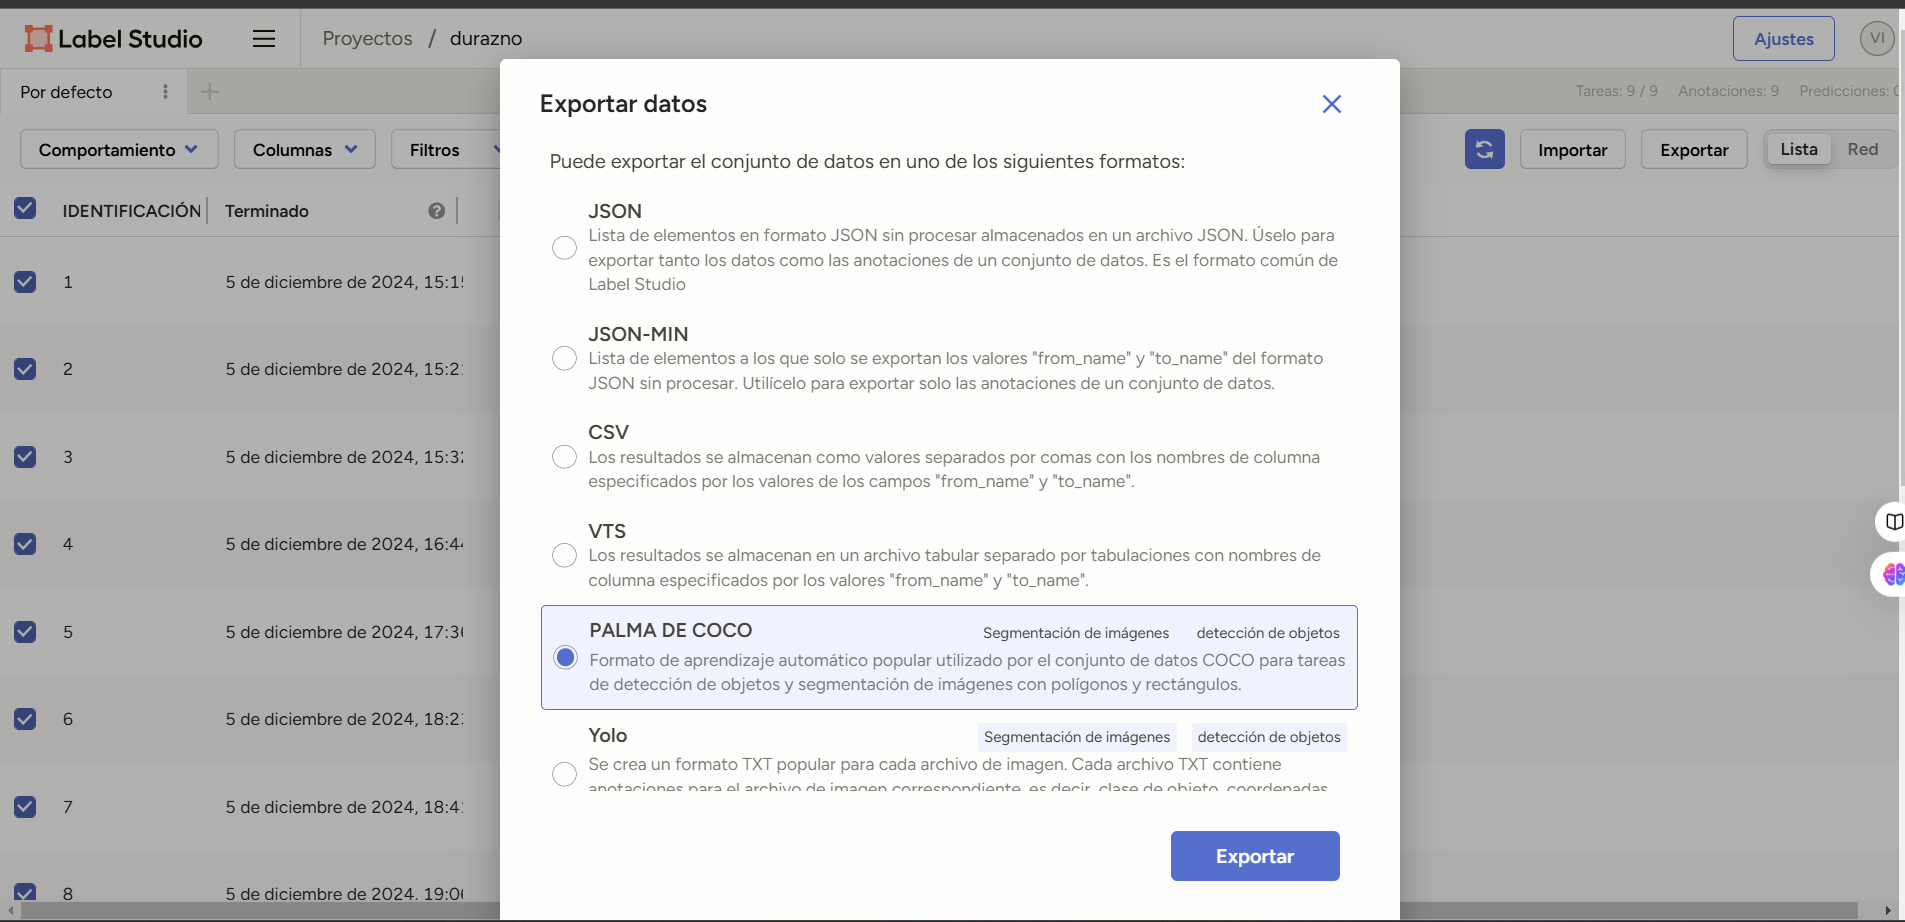 Label Studio
Proyectos / durazno
Ajustes
VI
Por defecto
Tareas: 9 / 9 Anotaciones: 9 Predicciones:
Comportamiento
Columnas
Filtros
Importar
Exportar
Lista
Red
IDENTIFICACIÓN
Terminado
1 5 de diciembre de 2024, 15:15
2 5 de diciembre de 2024, 15:2
3 5 de diciembre de 2024, 15:3
4 5 de diciembre de 2024, 16:4
5 5 de diciembre de 2024, 17:3
6 5 de diciembre de 2024, 18:2
7 5 de diciembre de 2024, 18:4
8 5 de diciembre de 2024, 19:0
Exportar datos
Puede exportar el conjunto de datos en uno de los siguientes formatos:
JSON
Lista de elementos en formato JSON sin procesar almacenados en un archivo JSON. Úselo para
exportar tanto los datos como las anotaciones de un conjunto de datos. Es el formato común de
Label Studio
JSON-MIN
Lista de elementos a los que solo se exportan los valores "from_name" y "to_name" del formato
JSON sin procesar. Utilícelo para exportar solo las anotaciones de un conjunto de datos.
CSV
Los resultados se almacenan como valores separados por comas con los nombres de columna
especificados por los valores de los campos "from_name" y "to_name".
VTS
Los resultados se almacenan en un archivo tabular separado por tabulaciones con nombres de
columna especificados por los valores "from_name" y "to_name".
PALMA DE COCO
Segmentación de imágenes detección de objetos
Formato de aprendizaje automático popular utilizado por el conjunto de datos COCO para tareas
de detección de objetos y segmentación de imágenes con polígonos y rectángulos.
Yolo
Segmentación de imágenes detección de objetos
Se crea un formato TXT popular para cada archivo de imagen. Cada archivo TXT contiene
anotaciones para el archivo de imagen correspondiente, es decir, clase de objeto, coordenadas
Exportar